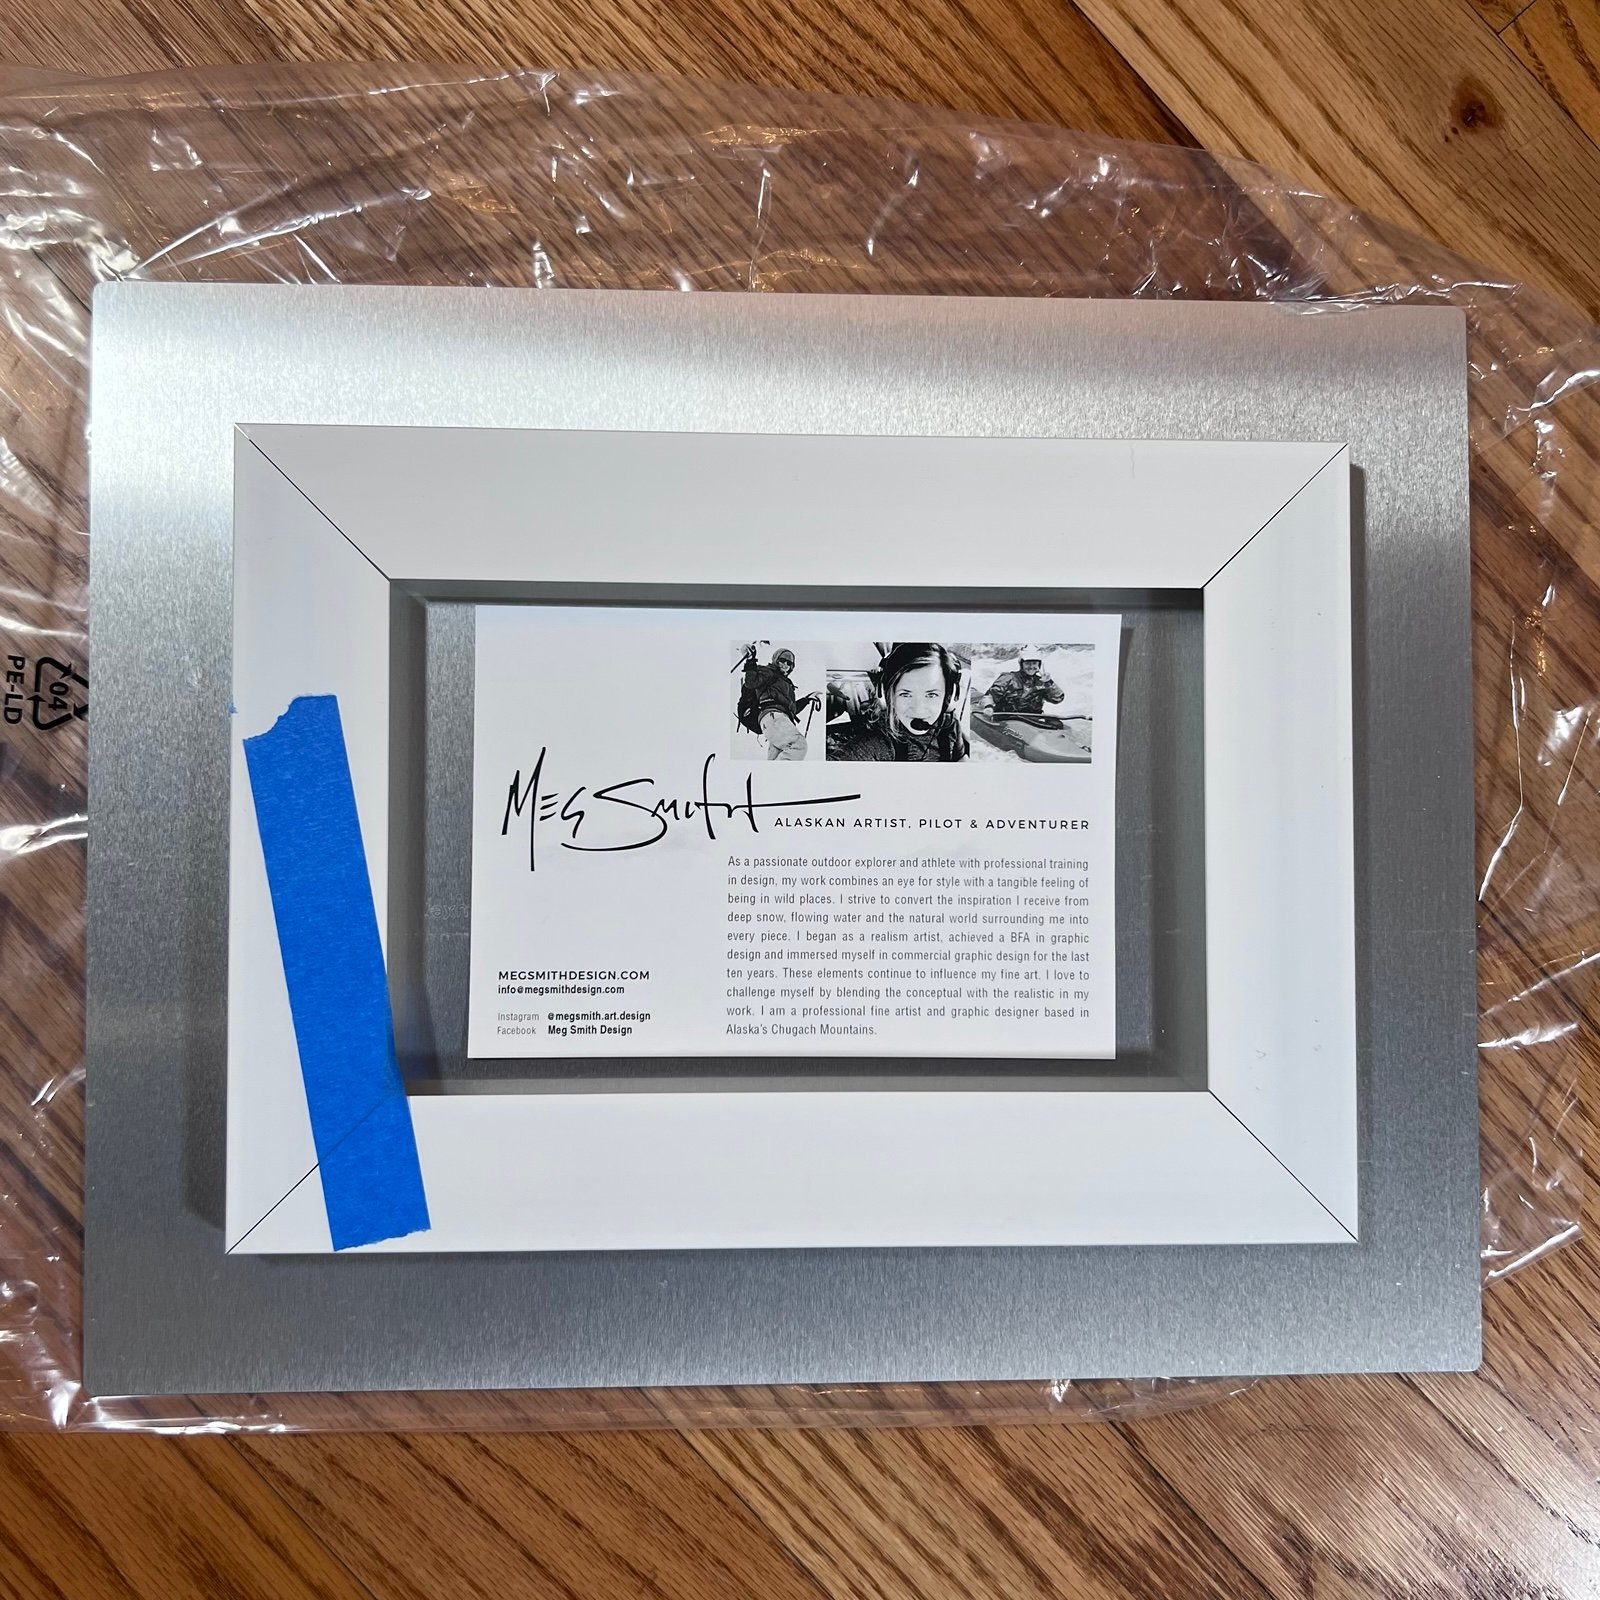 Meg Smith
ALASKAN ARTIST, PILOT & ADVENTURER
As a passionate outdoor explorer and athlete with professional training
in design, my work combines an eye for style with a tangible feeling of
being in wild places. I strive to convert the inspiration I receive from
deep snow, flowing water and the natural world surrounding me into
every piece. I began as a realism artist, achieved a BFA in graphic
design and immersed myself in commercial graphic design for the last
ten years. These elements continue to influence my fine art. I love to
challenge myself by blending the conceptual with the realistic in my
work. I am a professional fine artist and graphic designer based in
Alaska's Chugach Mountains.
MEGSMITHDESIGN.COM
info@megsmithdesign.com
Instagram @megsmith.art.design
Facebook Meg Smith Design
04
PE-LD